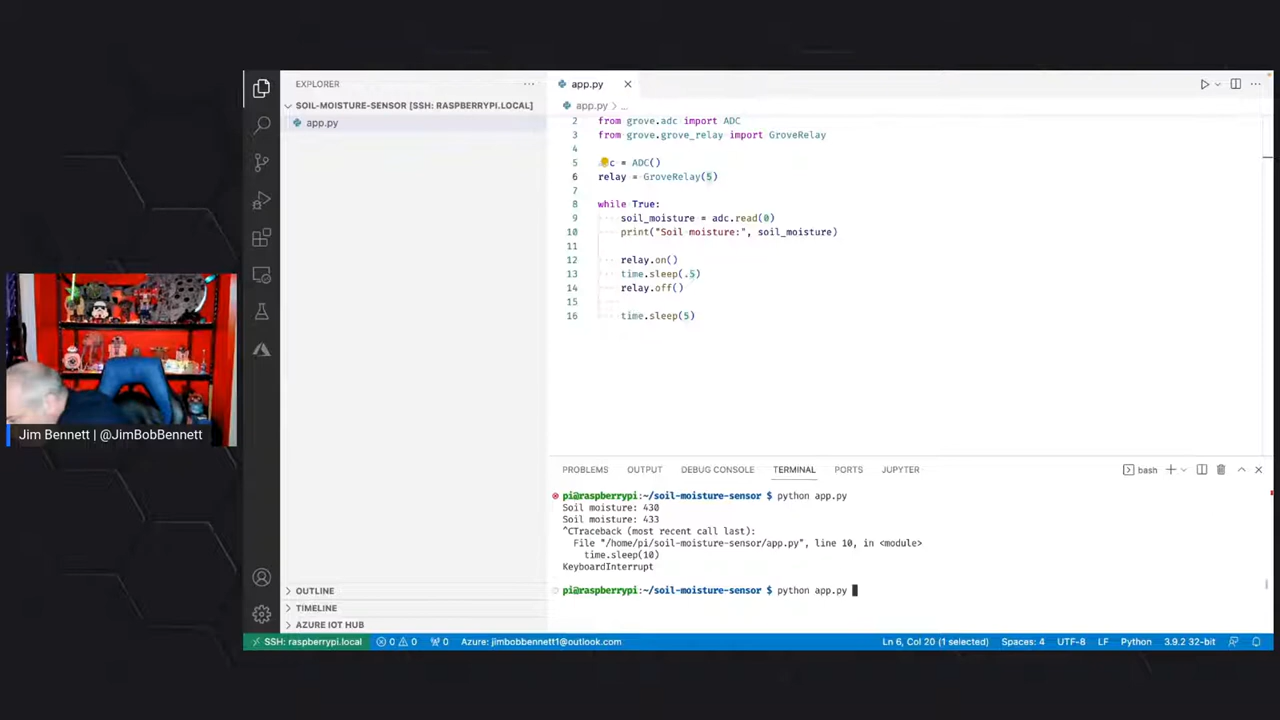 EXPLORER
SOIL-MOISTURE-SENSOR [SSH: RASPBERRYPI.LOCAL]
app.py
OUTLINE
TIMELINE
AZURE IOT HUB
app.py
app.py > ...
2 from grove.adc import ADC
3 from grove.grove_relay import GroveRelay
4
5 c = ADC()
6 relay = GroveRelay(5)
7
8 while True:
9 soil_moisture = adc.read(0)
10 print("Soil moisture:", soil_moisture)
11
12 relay.on()
13 time.sleep(.5)
14 relay.off()
15
16 time.sleep(5)
PROBLEMS OUTPUT DEBUG CONSOLE TERMINAL PORTS JUPYTER
bash
pi@raspberrypi:~/soil-moisture-sensor $ python app.py
Soil moisture: 430
Soil moisture: 433
^CTraceback (most recent call last):
File "/home/pi/soil-moisture-sensor/app.py", line 10, in <module>
time.sleep(10)
KeyboardInterrupt
pi@raspberrypi:~/soil-moisture-sensor $ python app.py
Jim Bennett | @JimBobBennett
SSH: raspberrypi.local 0 0 0 Azure: jimbobbennett1@outlook.com Ln 6, Col 20 (1 selected) Spaces: 4 UTF-8 LF Python 3.9.2 32-bit